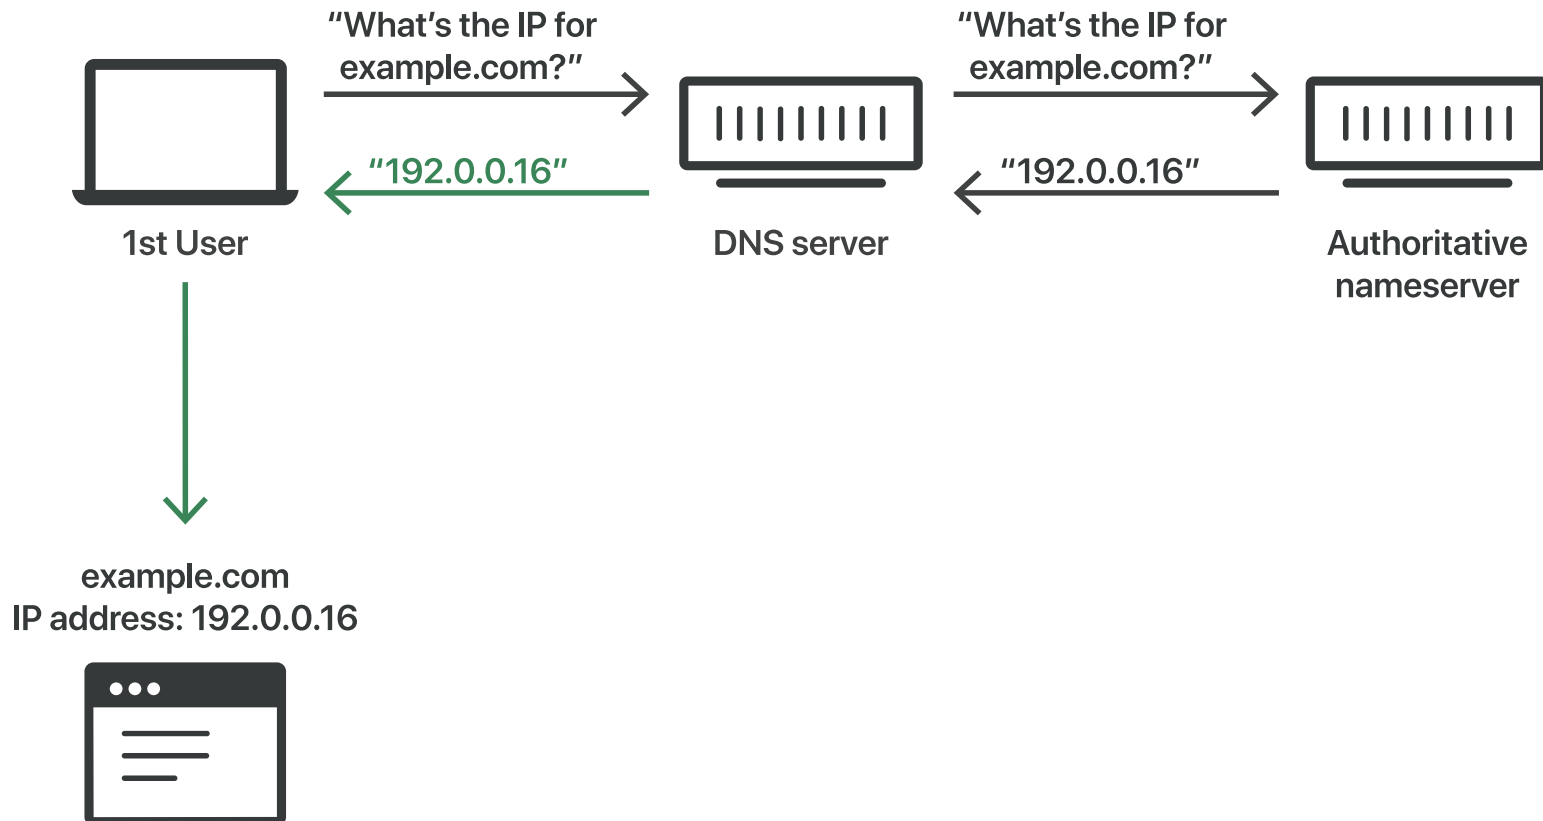 “What’s the IP for
example.com?”
“What’s the IP for
example.com?”
“192.0.0.16”
“192.0.0.16”
1st User
DNS server
Authoritative
nameserver
example.com
IP address: 192.0.0.16